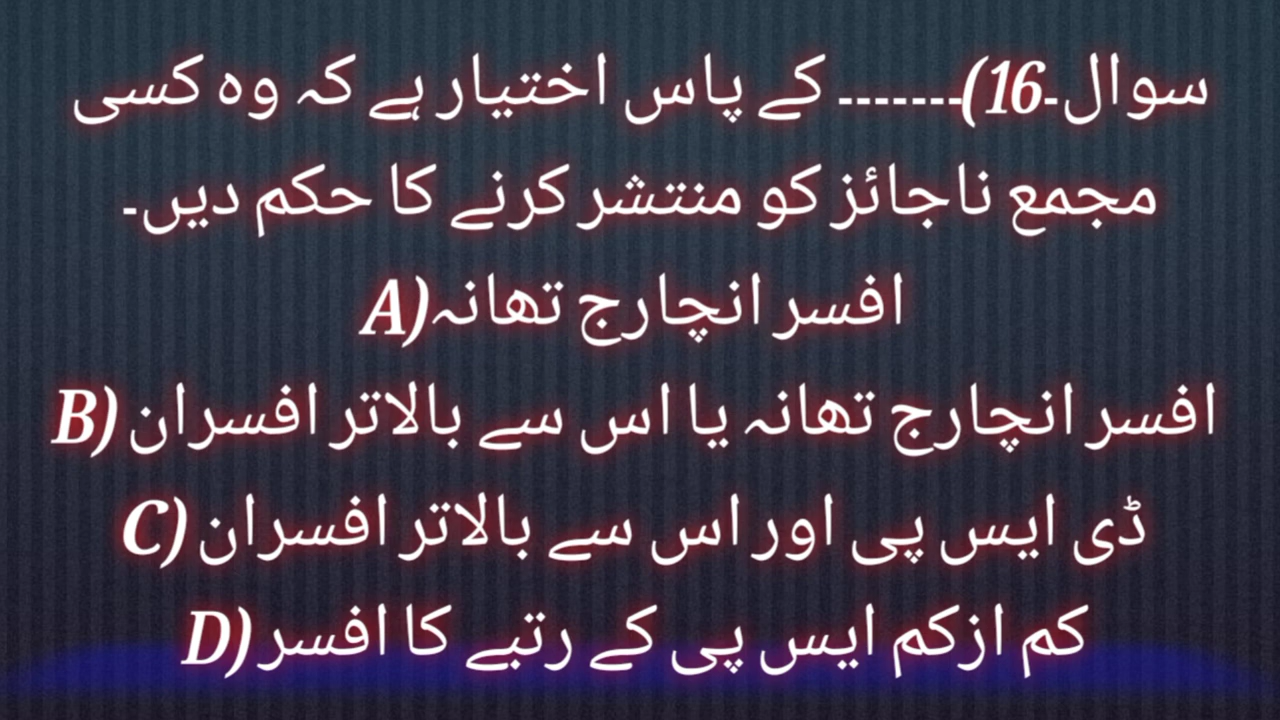 سوال۔16)۔۔۔۔۔۔۔ کے پاس اختیار ہے کہ وہ کسی
مجمع ناجائز کو منتشر کرنے کا حکم دیں۔
افسر انچارج تھانہ(A
افسر انچارج تھانہ یا اس سے بالاتر افسران (B
ڈی ایس پی اور اس سے بالاتر افسران (C
کم ازکم ایس پی کے رتبے کا افسر(D